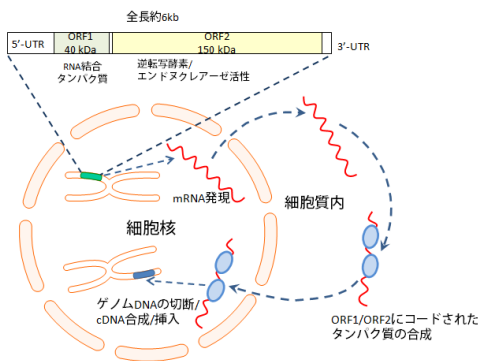 全長約6kb
5’-UTR
ORF1
40 kDa
ORF2
150 kDa
3’-UTR
RNA結合
タンパク質
逆転写酵素/
エンドヌクレアーゼ活性
mRNA発現
細胞質内
細胞核
ゲノムDNAの切断/
cDNA合成/挿入
ORF1/ORF2にコードされた
タンパク質の合成